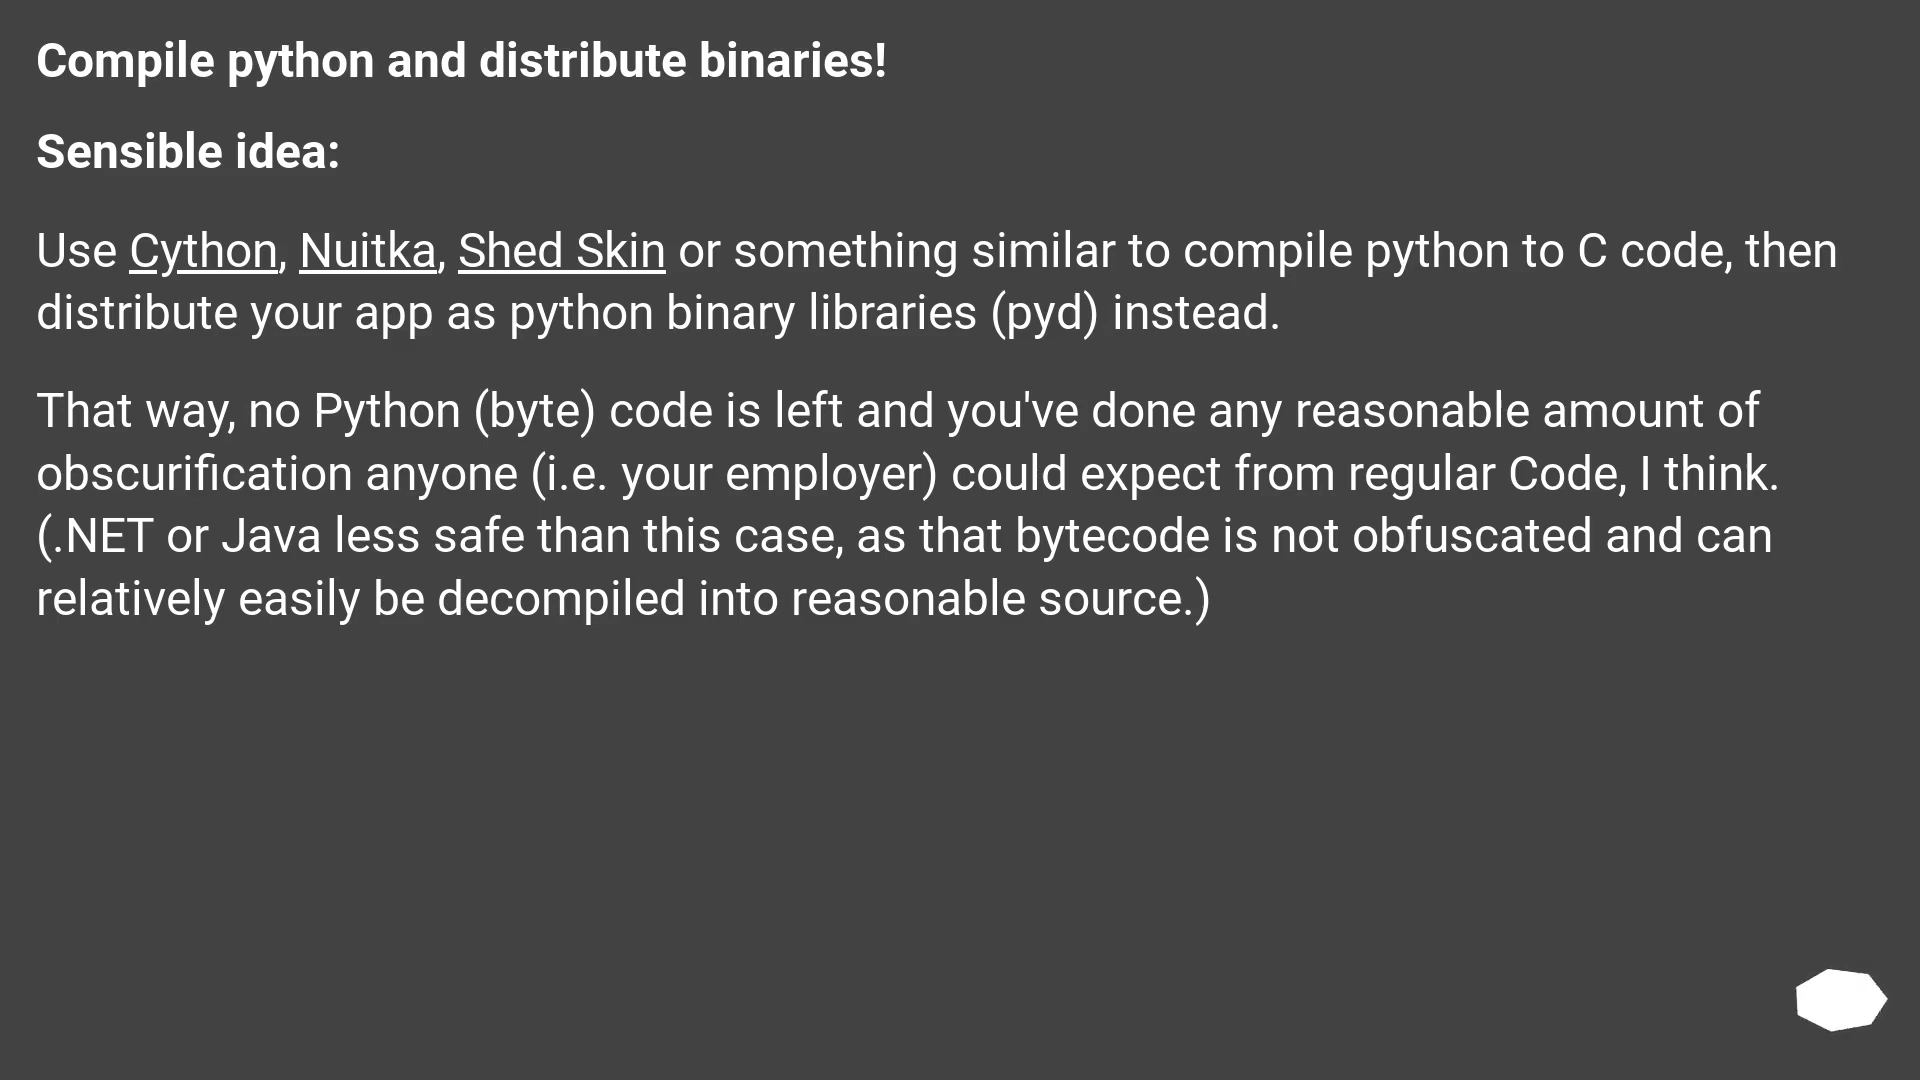 Compile python and distribute binaries!
Sensible idea:
Use Cython, Nuitka, Shed Skin or something similar to compile python to C code, then
distribute your app as python binary libraries (pyd) instead.
That way, no Python (byte) code is left and you've done any reasonable amount of
obscurification anyone (i.e. your employer) could expect from regular Code, I think.
(.NET or Java less safe than this case, as that bytecode is not obfuscated and can
relatively easily be decompiled into reasonable source.)